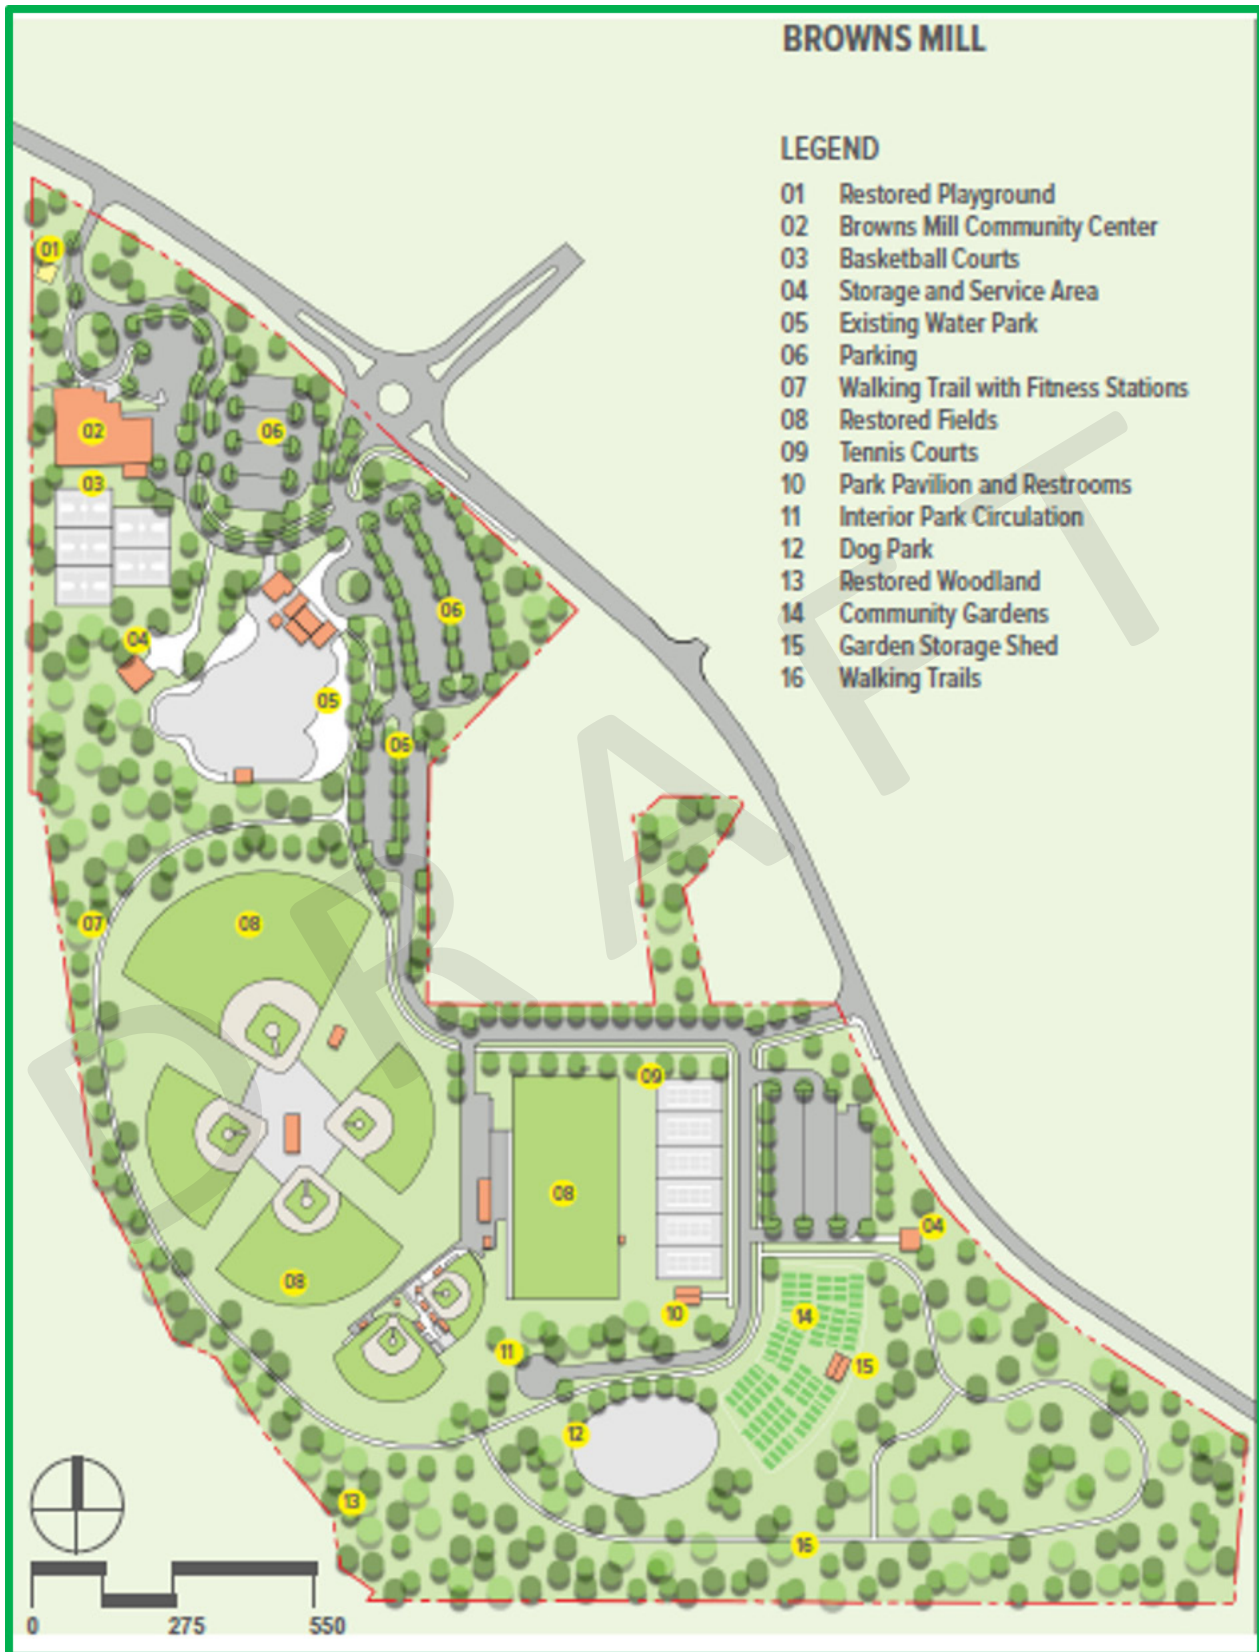 BROWNS MILL
LEGEND
01 Restored Playground
02 Browns Mill Community Center
03 Basketball Courts
04 Storage and Service Area
05 Existing Water Park
06 Parking
07 Walking Trail with Fitness Stations
08 Restored Fields
09 Tennis Courts
10 Park Pavilion and Restrooms
11 Interior Park Circulation
12 Dog Park
13 Restored Woodland
14 Community Gardens
15 Garden Storage Shed
16 Walking Trails
01
02
06
03
06
04
05
06
07
08
09
08
04
08
10
14
11
15
12
13
16
0 275 550
DRAFT